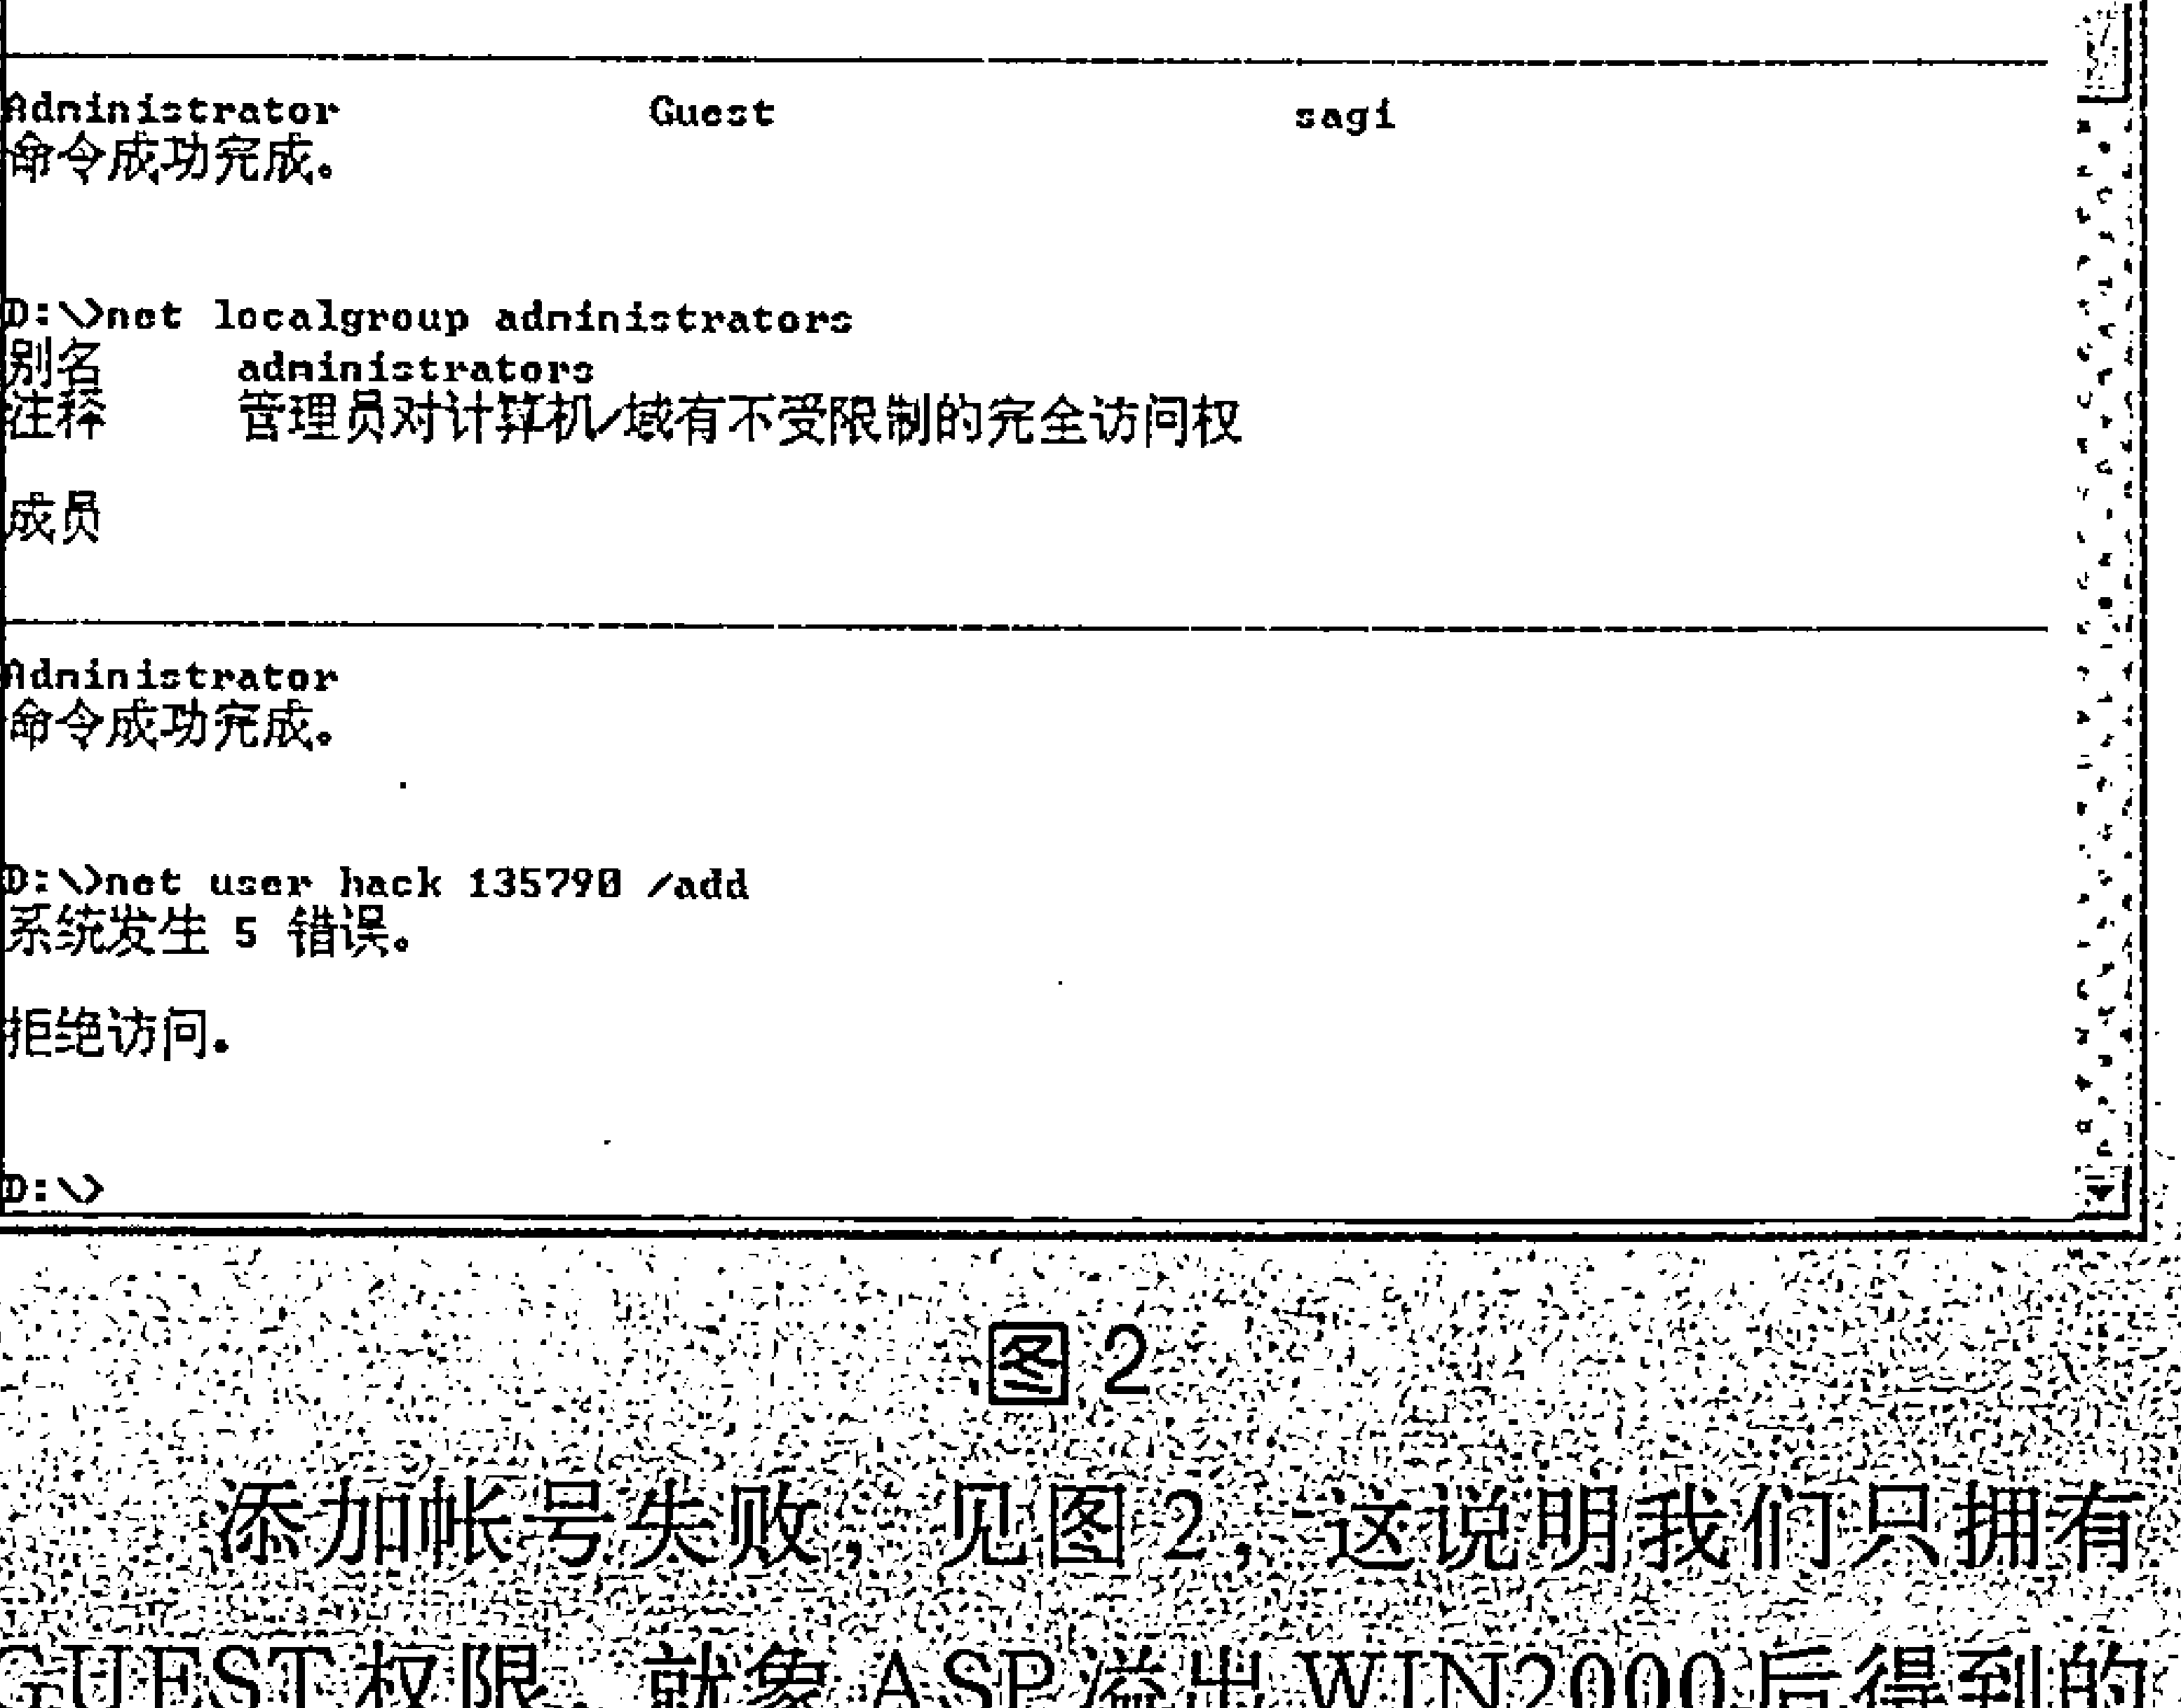 Administrator Guest sagi
命令成功完成。
D:\>net localgroup administrators
别名 administrators
注释 管理员对计算机/域有不受限制的完全访问权
成员
Administrator
命令成功完成。
D:\>net user hack 135790 /add
系统发生 5 错误。
拒绝访问。
D:\>
图 2
添加帐号失败，见图 2，这说明我们只拥有
GUEST 权限，就象 ASP 溢出 WIN2000 后得到的